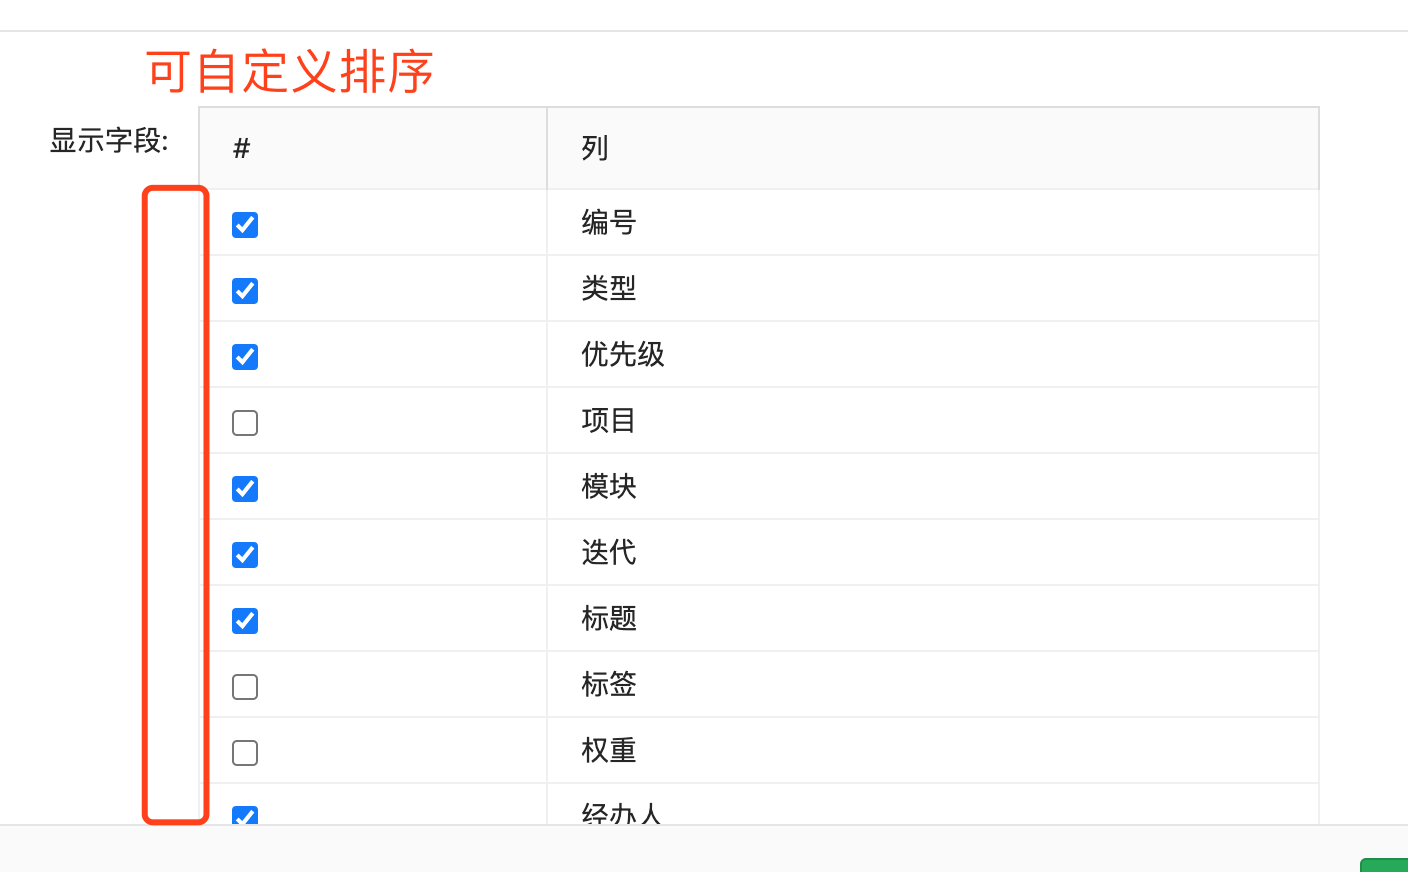 可自定义排序
显示字段:
# 列
编号
类型
优先级
项目
模块
迭代
标题
标签
权重
经办人